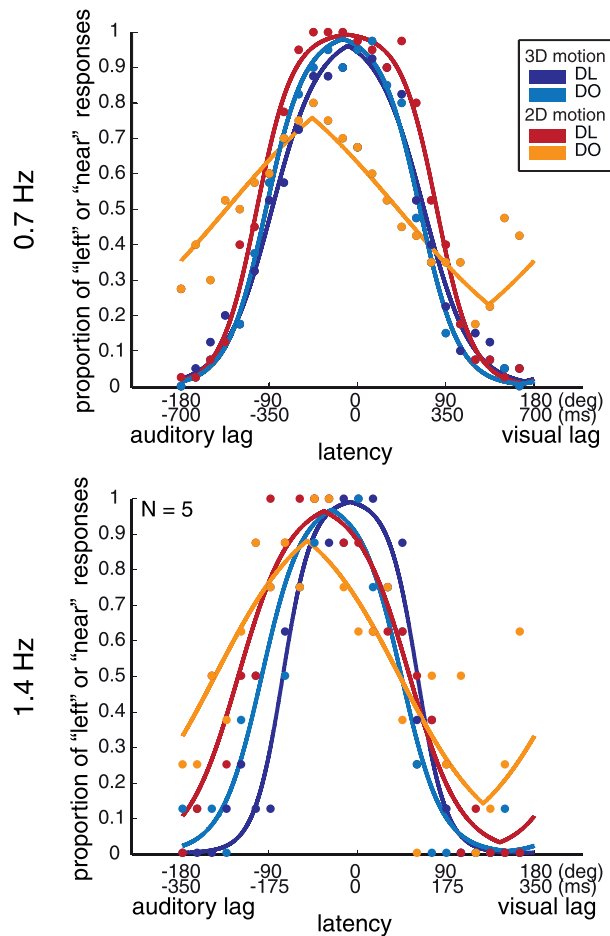 3D motion
DL
DO
2D motion
DL
DO
0.7 Hz
proportion of "left" or "near" responses
1
0.9
0.8
0.7
0.6
0.5
0.4
0.3
0.2
0.1
0
-180 -90 0 90 180 (deg)
-700 -350 0 350 700 (ms)
auditory lag visual lag
latency
1.4 Hz
proportion of "left" or "near" responses
N = 5
1
0.9
0.8
0.7
0.6
0.5
0.4
0.3
0.2
0.1
0
-180 -90 0 90 180 (deg)
-350 -175 0 175 350 (ms)
auditory lag visual lag
latency